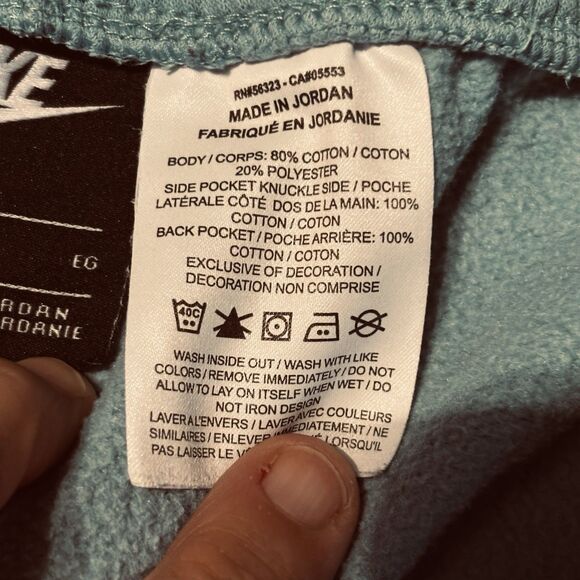 RN#56323 - CA#05553
MADE IN JORDAN
FABRIQUÉ EN JORDANIE
BODY / CORPS: 80% COTTON / COTON
20% POLYESTER
SIDE POCKET KNUCKLE SIDE / POCHE
LATÉRALE CÔTÉ DOS DE LA MAIN: 100%
COTTON / COTON
BACK POCKET / POCHE ARRIÈRE: 100%
COTTON / COTON
EXCLUSIVE OF DECORATION /
DECORATION NON COMPRISE
40C
WASH INSIDE OUT / WASH WITH LIKE
COLORS / REMOVE IMMEDIATELY / DO NOT
ALLOW TO LAY ON ITSELF WHEN WET / DO
NOT IRON DESIGN
LAVER A L'ENVERS / LAVER AVEC COULEURS
SIMILAIRES / ENLEVER LORSQU'IL
PAS LAISSER LE
KE
EG
RDAN
RDANIE